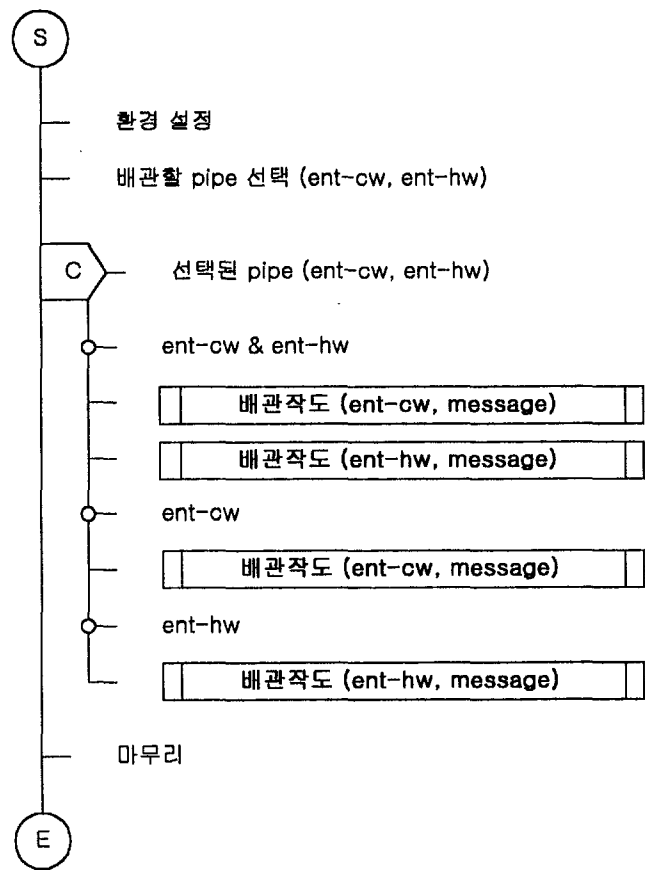 S
환경 설정
배관할 pipe 선택 (ent-cw, ent-hw)
C
선택된 pipe (ent-cw, ent-hw)
ent-cw & ent-hw
배관작도 (ent-cw, message)
배관작도 (ent-hw, message)
ent-cw
배관작도 (ent-cw, message)
ent-hw
배관작도 (ent-hw, message)
마무리
E